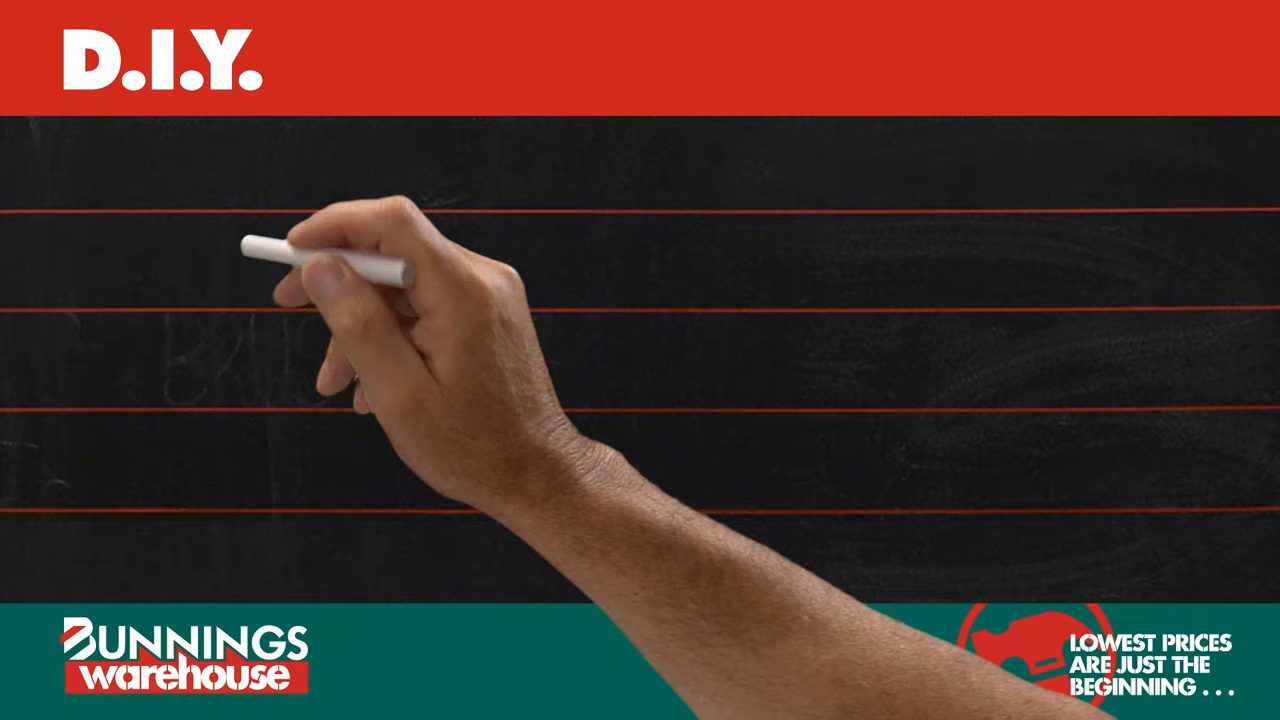 D.I.Y.
BUNNINGS
warehouse
LOWEST PRICES
ARE JUST THE
BEGINNING . . .